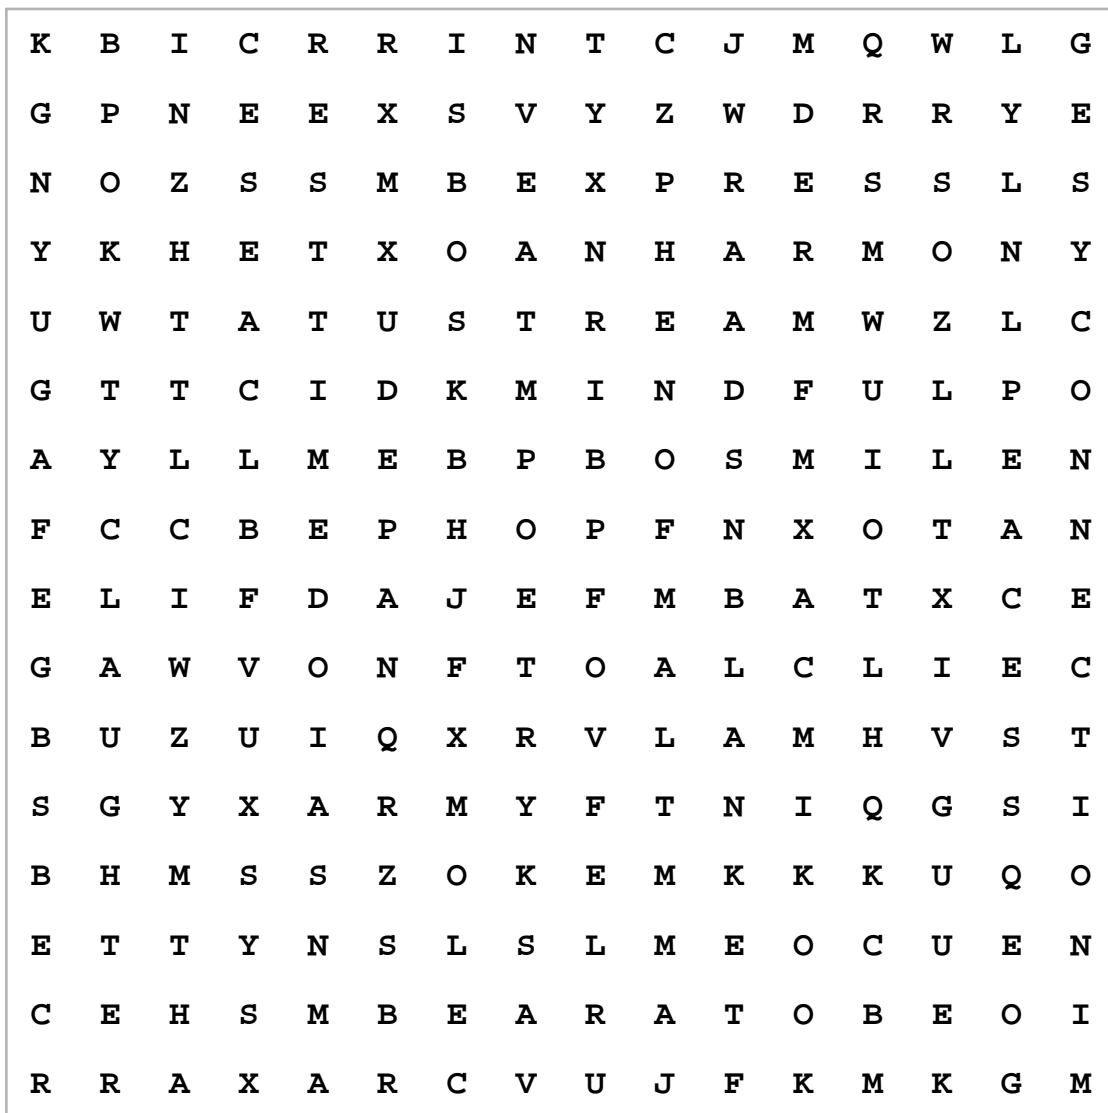 K B I C R R I N T C J M Q W L G
G P N E E X S V Y Z W D R R Y E
N O Z S S M B E X P R E S S L S
Y K H E T X O A N H A R M O N Y
U W T A T U S T R E A M W Z L C
G T T C I D K M I N D F U L P O
A Y L L M E B P B O S M I L E N
F C C B E P H O P F N X O T A N
E L I F D A J E F M B A T X C E
G A W V O N F T O A L C L I E C
B U Z U I Q X R V L A M H V S T
S G Y X A R M Y F T N I Q G S I
B H M S S Z O K E M K K K U Q O
E T T Y N S L S L M E O C U E N
C E H S M B E A R A T O B E O I
R R A X A R C V U J F K M K G M